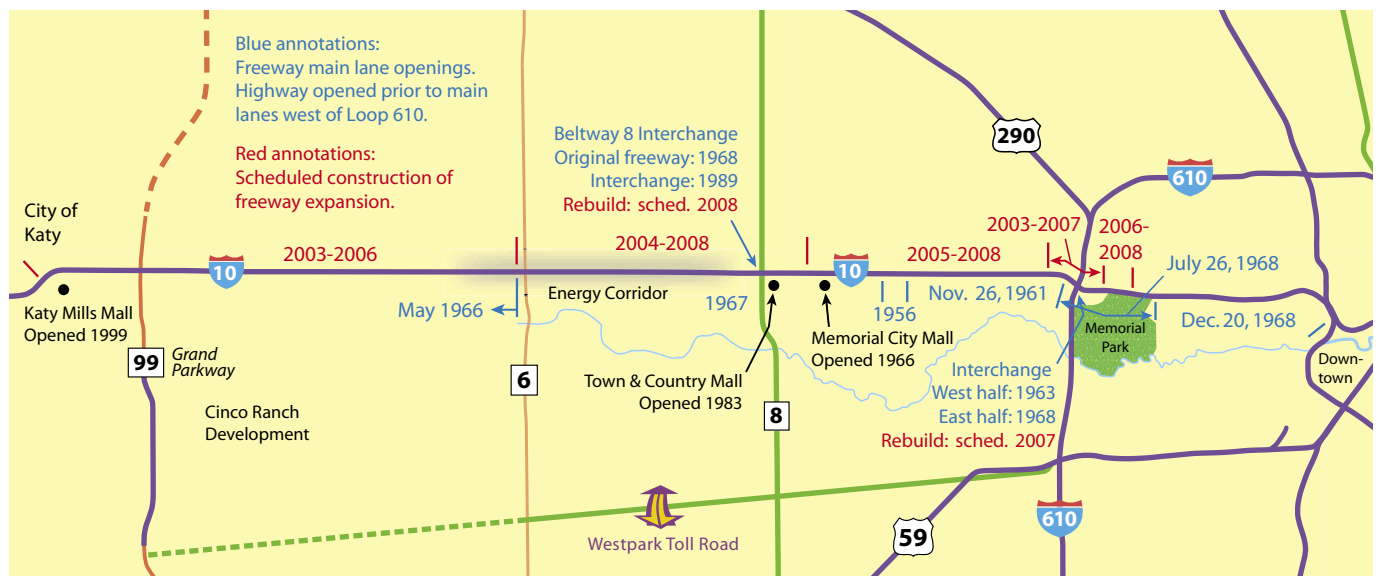 Blue annotations:
Freeway main lane openings.
Highway opened prior to main
lanes west of Loop 610.
Red annotations:
Scheduled construction of
freeway expansion.
Beltway 8 Interchange
Original freeway: 1968
Interchange: 1989
Rebuild: sched. 2008
290
610
City of
Katy
2003-2006
2004-2008
2005-2008
2003-2007
2006-
2008
July 26, 1968
10
10
Katy Mills Mall
Opened 1999
May 1966
Energy Corridor
1967
1956
Nov. 26, 1961
Dec. 20, 1968
Memorial
Park
Memorial City Mall
Opened 1966
Down-
town
99
Grand
Parkway
6
Town & Country Mall
Opened 1983
8
Interchange
West half: 1963
East half: 1968
Rebuild: sched. 2007
Cinco Ranch
Development
Westpark Toll Road
59
610